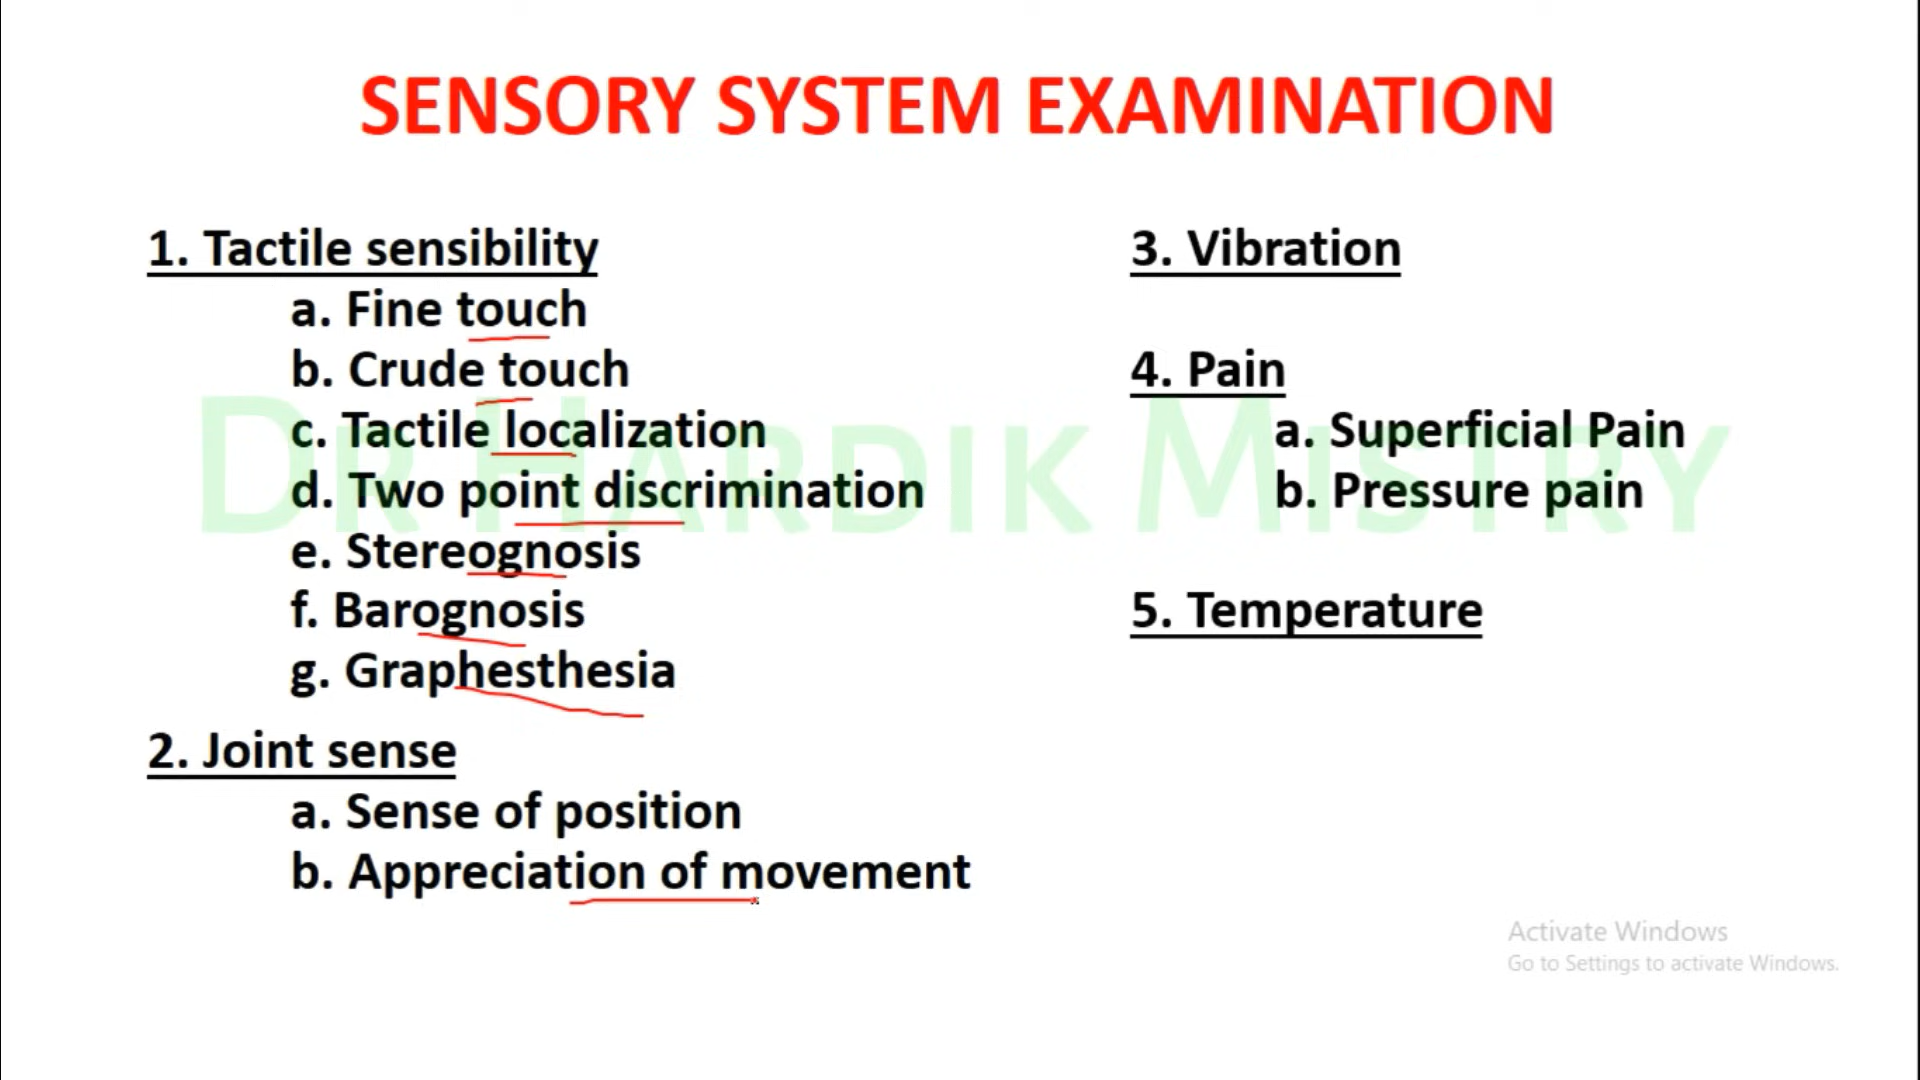 SENSORY SYSTEM EXAMINATION
1. Tactile sensibility
a. Fine touch
b. Crude touch
c. Tactile localization
d. Two point discrimination
e. Stereognosis
f. Barognosis
g. Graphesthesia
2. Joint sense
a. Sense of position
b. Appreciation of movement
3. Vibration
4. Pain
a. Superficial Pain
b. Pressure pain
5. Temperature
DR HARDIK MISTRY
Activate Windows
Go to Settings to activate Windows.